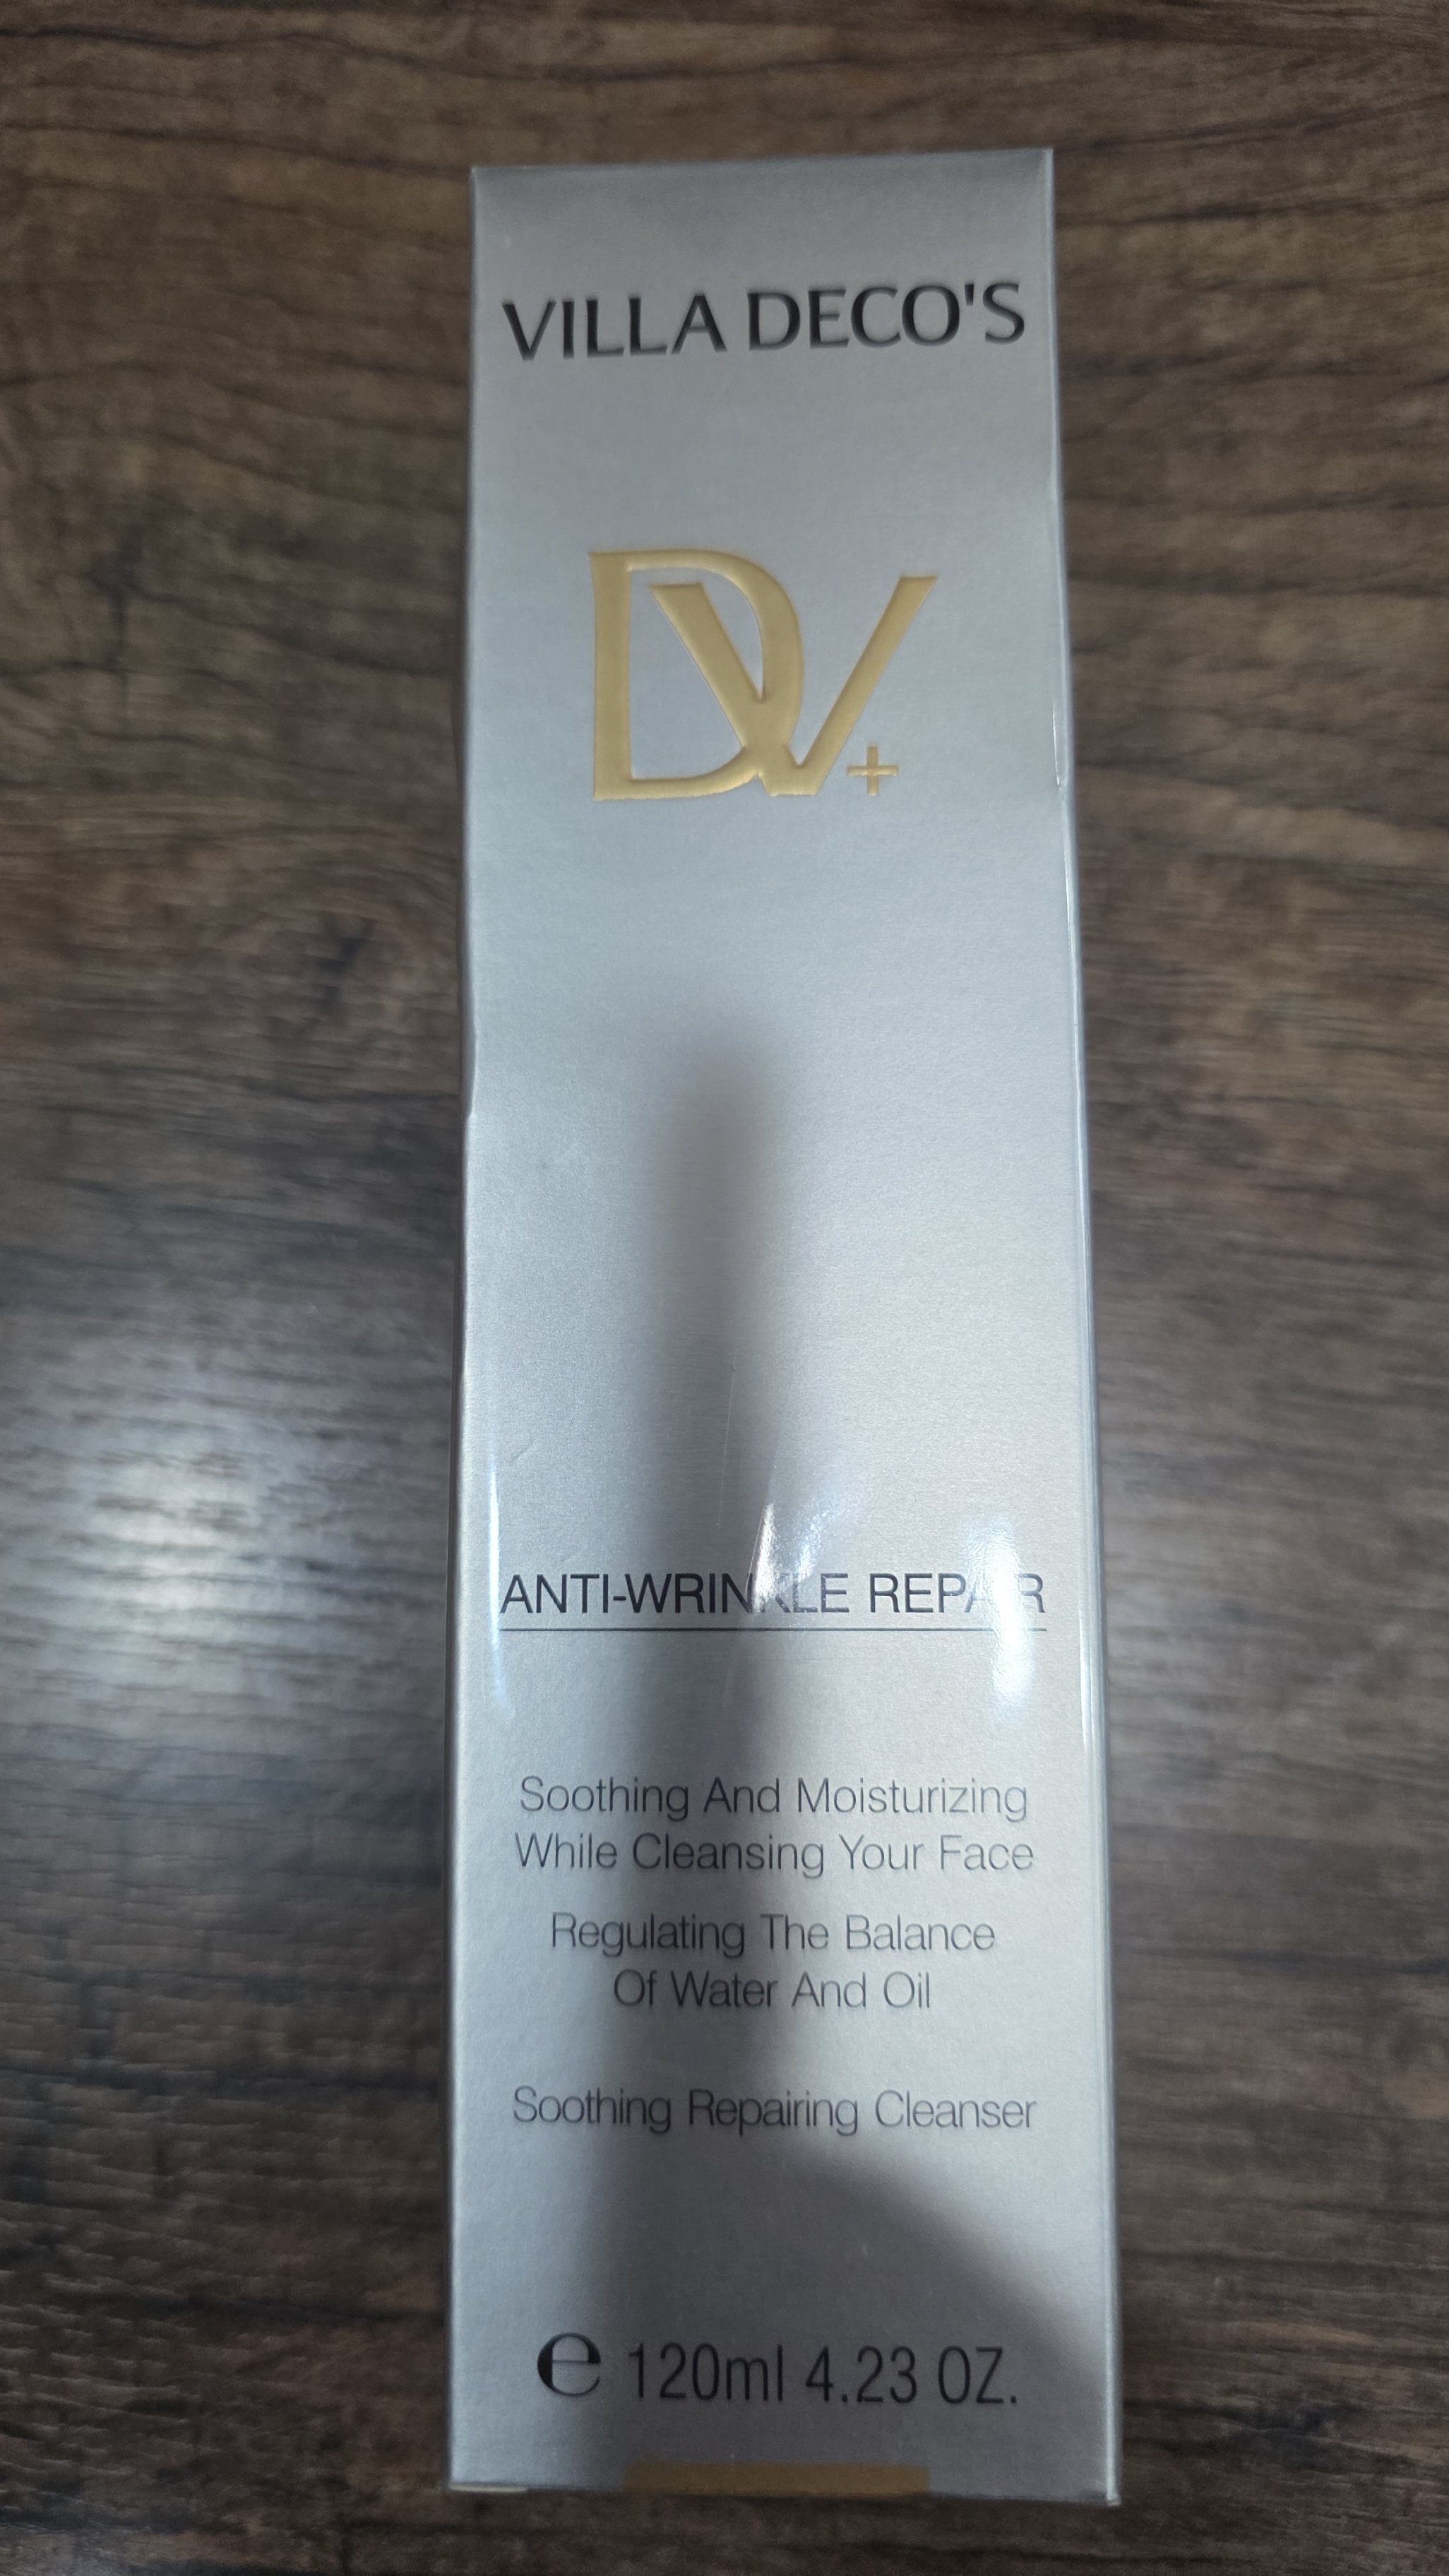 VILLA DECO'S
DV+
ANTI-WRINKLE REPAIR
Soothing And Moisturizing
While Cleansing Your Face
Regulating The Balance
Of Water And Oil
Soothing Repairing Cleanser
e 120ml 4.23 OZ.